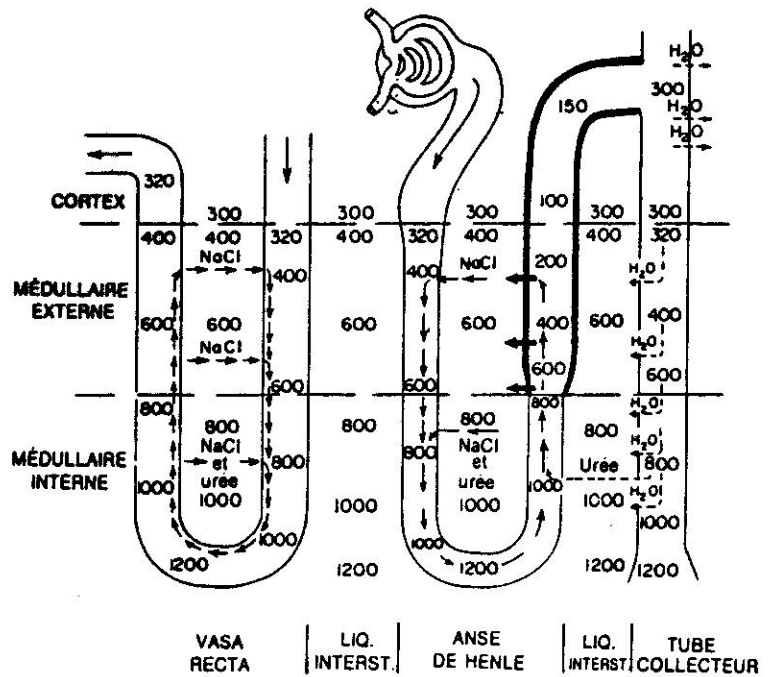 H2O
300
150
H2O
H2O
320
CORTEX
100
300 300 300 300 300
400 400 320 400 320 400 400 320
NaCl NaCl 200 H2O
400 400
MÉDULLAIRE
EXTERNE
600 600 600 600 400 600 400
NaCl H2O
600 600 600 600
800 800 H2O
800 800 800 800
MÉDULLAIRE
INTERNE
NaCl
et
urée
1000
800
NaCl
et
urée
1000
800
H2O
Urée 800
1000 1000 1000 1000 H2O
1000 1000 1000
1200 1200 1200 1200 1200
VASA
RECTA
LIQ.
INTERST.
ANSE
DE HENLE
LIQ.
INTERST.
TUBE
COLLECTEUR